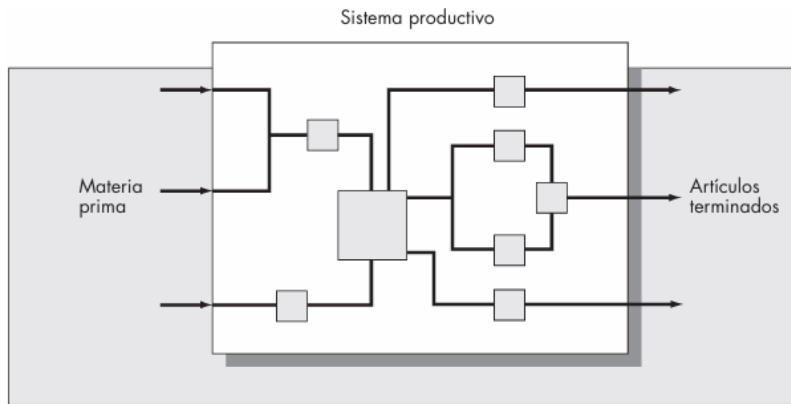 Sistema productivo
Materia
prima
Artículos
terminados